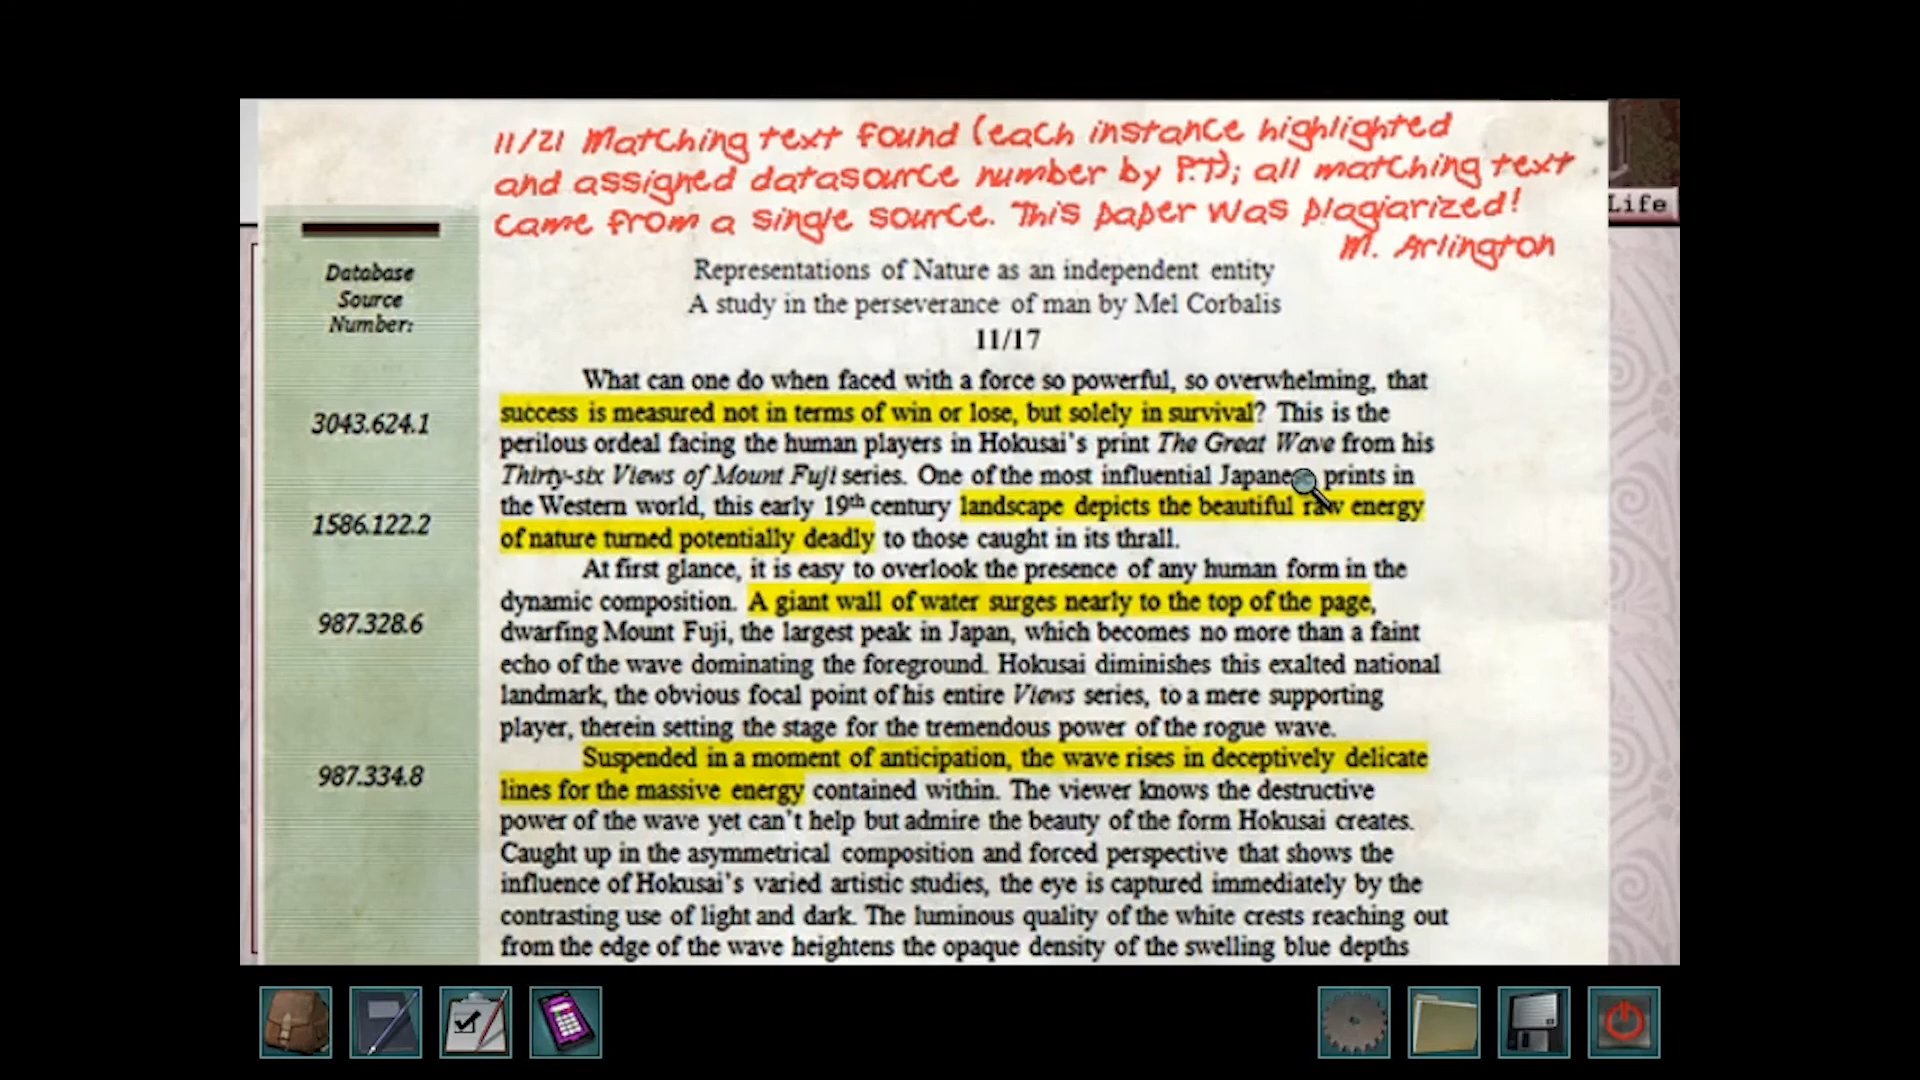 11/21 Matching text found (each instance highlighted
and assigned datasource number by P.T.); all matching text
came from a single source. This paper was plagiarized!
M. Arlington
Life
Database
Source
Number:
Representations of Nature as an independent entity
A study in the perseverance of man by Mel Corbalis
11/17
What can one do when faced with a force so powerful, so overwhelming, that
3043.624.1
success is measured not in terms of win or lose, but solely in survival? This is the
perilous ordeal facing the human players in Hokusai's print The Great Wave from his
Thirty-six Views of Mount Fuji series. One of the most influential Japanese prints in
1586.122.2
the Western world, this early 19th century landscape depicts the beautiful raw energy
of nature turned potentially deadly to those caught in its thrall.
At first glance, it is easy to overlook the presence of any human form in the
dynamic composition. A giant wall of water surges nearly to the top of the page,
987.328.6
dwarfing Mount Fuji, the largest peak in Japan, which becomes no more than a faint
echo of the wave dominating the foreground. Hokusai diminishes this exalted national
landmark, the obvious focal point of his entire Views series, to a mere supporting
player, therein setting the stage for the tremendous power of the rogue wave.
Suspended in a moment of anticipation, the wave rises in deceptively delicate
987.334.8
lines for the massive energy contained within. The viewer knows the destructive
power of the wave yet can't help but admire the beauty of the form Hokusai creates.
Caught up in the asymmetrical composition and forced perspective that shows the
influence of Hokusai's varied artistic studies, the eye is captured immediately by the
contrasting use of light and dark. The luminous quality of the white crests reaching out
from the edge of the wave heightens the opaque density of the swelling blue depths